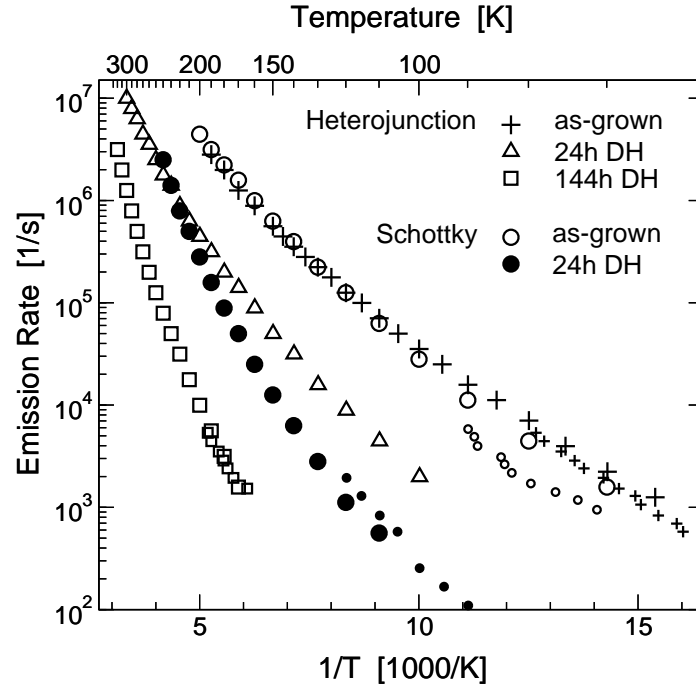 Temperature [K]
300 200 150 100
10^7
10^6
10^5
10^4
10^3
10^2
Emission Rate [1/s]
Heterojunction + as-grown
△ 24h DH
□ 144h DH
Schottky ○ as-grown
● 24h DH
5 10 15
1/T [1000/K]